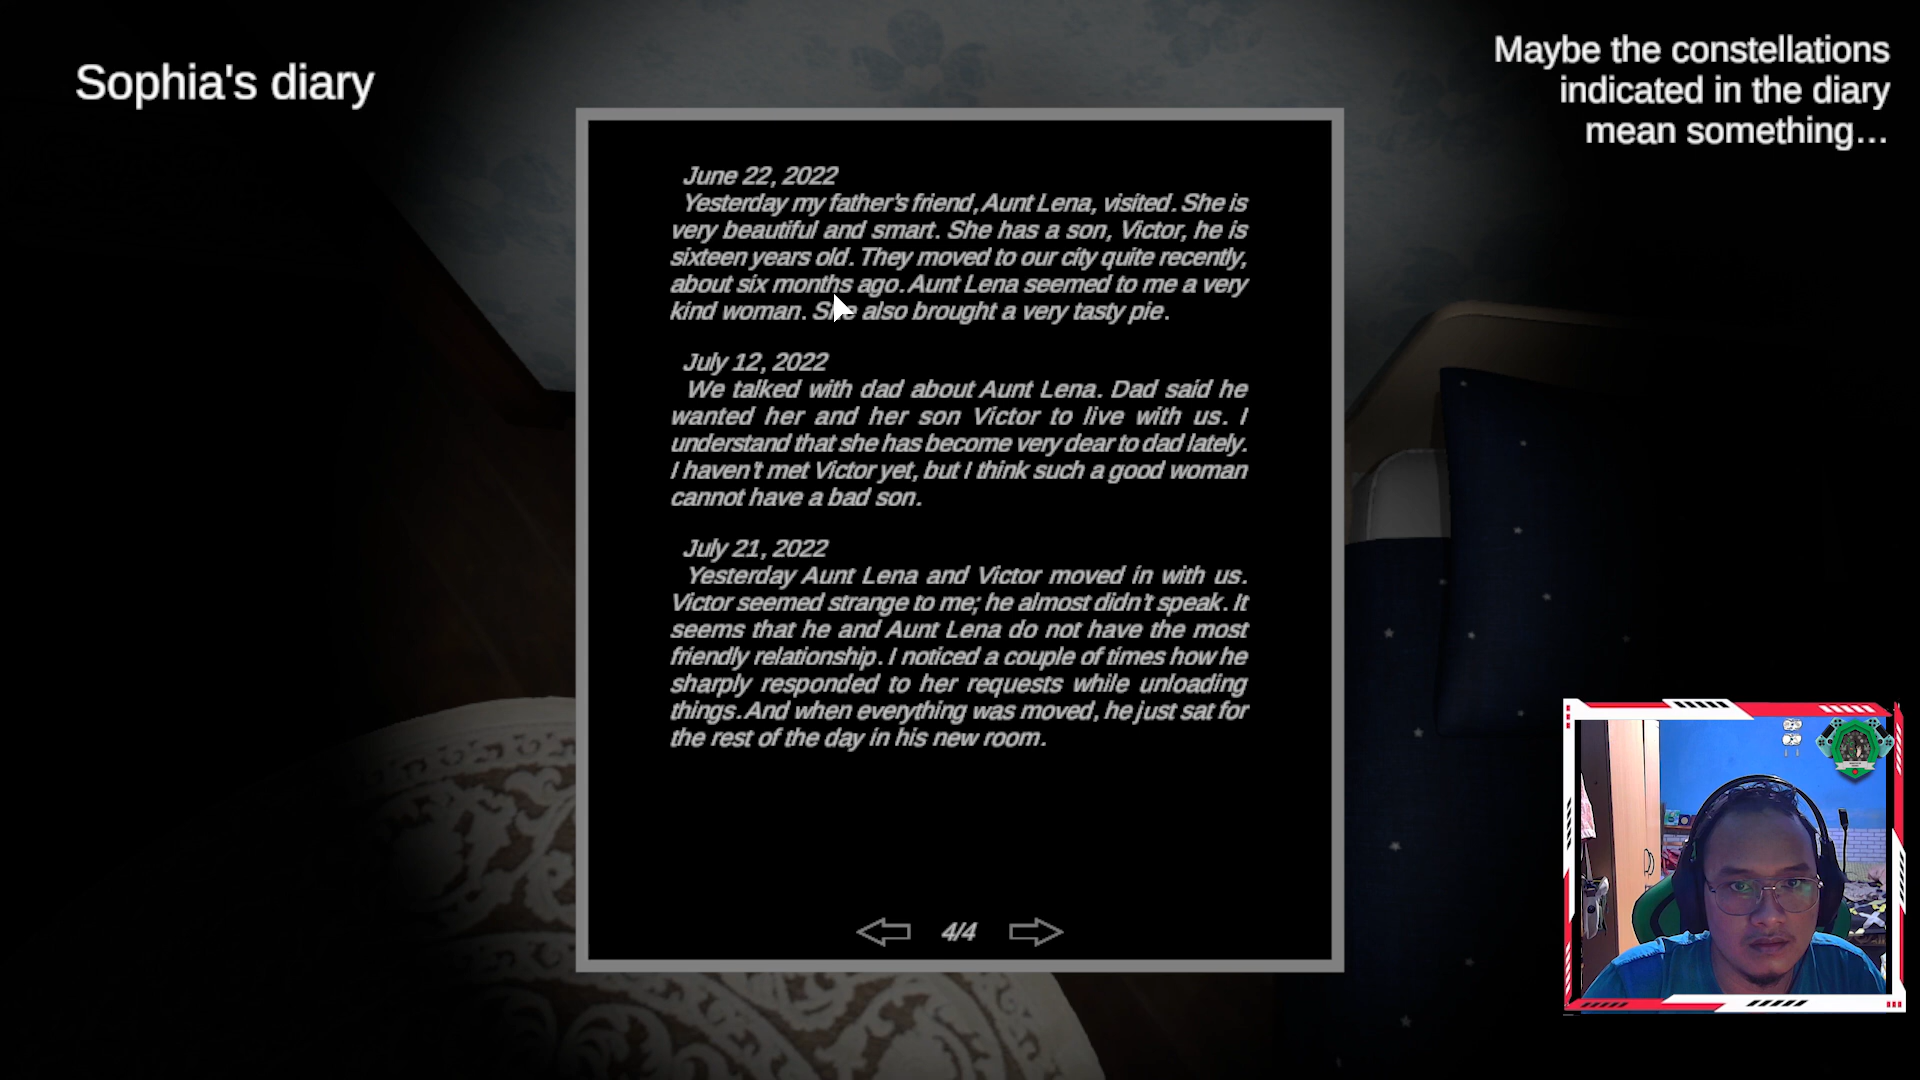 Sophia's diary
Maybe the constellations
indicated in the diary
mean something...
June 22, 2022
Yesterday my father's friend, Aunt Lena, visited. She is
very beautiful and smart. She has a son, Victor, he is
sixteen years old. They moved to our city quite recently,
about six months ago. Aunt Lena seemed to me a very
kind woman. She also brought a very tasty pie.
July 12, 2022
We talked with dad about Aunt Lena. Dad said he
wanted her and her son Victor to live with us. I
understand that she has become very dear to dad lately.
I haven't met Victor yet, but I think such a good woman
cannot have a bad son.
July 21, 2022
Yesterday Aunt Lena and Victor moved in with us.
Victor seemed strange to me; he almost didn't speak. It
seems that he and Aunt Lena do not have the most
friendly relationship. I noticed a couple of times how he
sharply responded to her requests while unloading
things. And when everything was moved, he just sat for
the rest of the day in his new room.
4/4